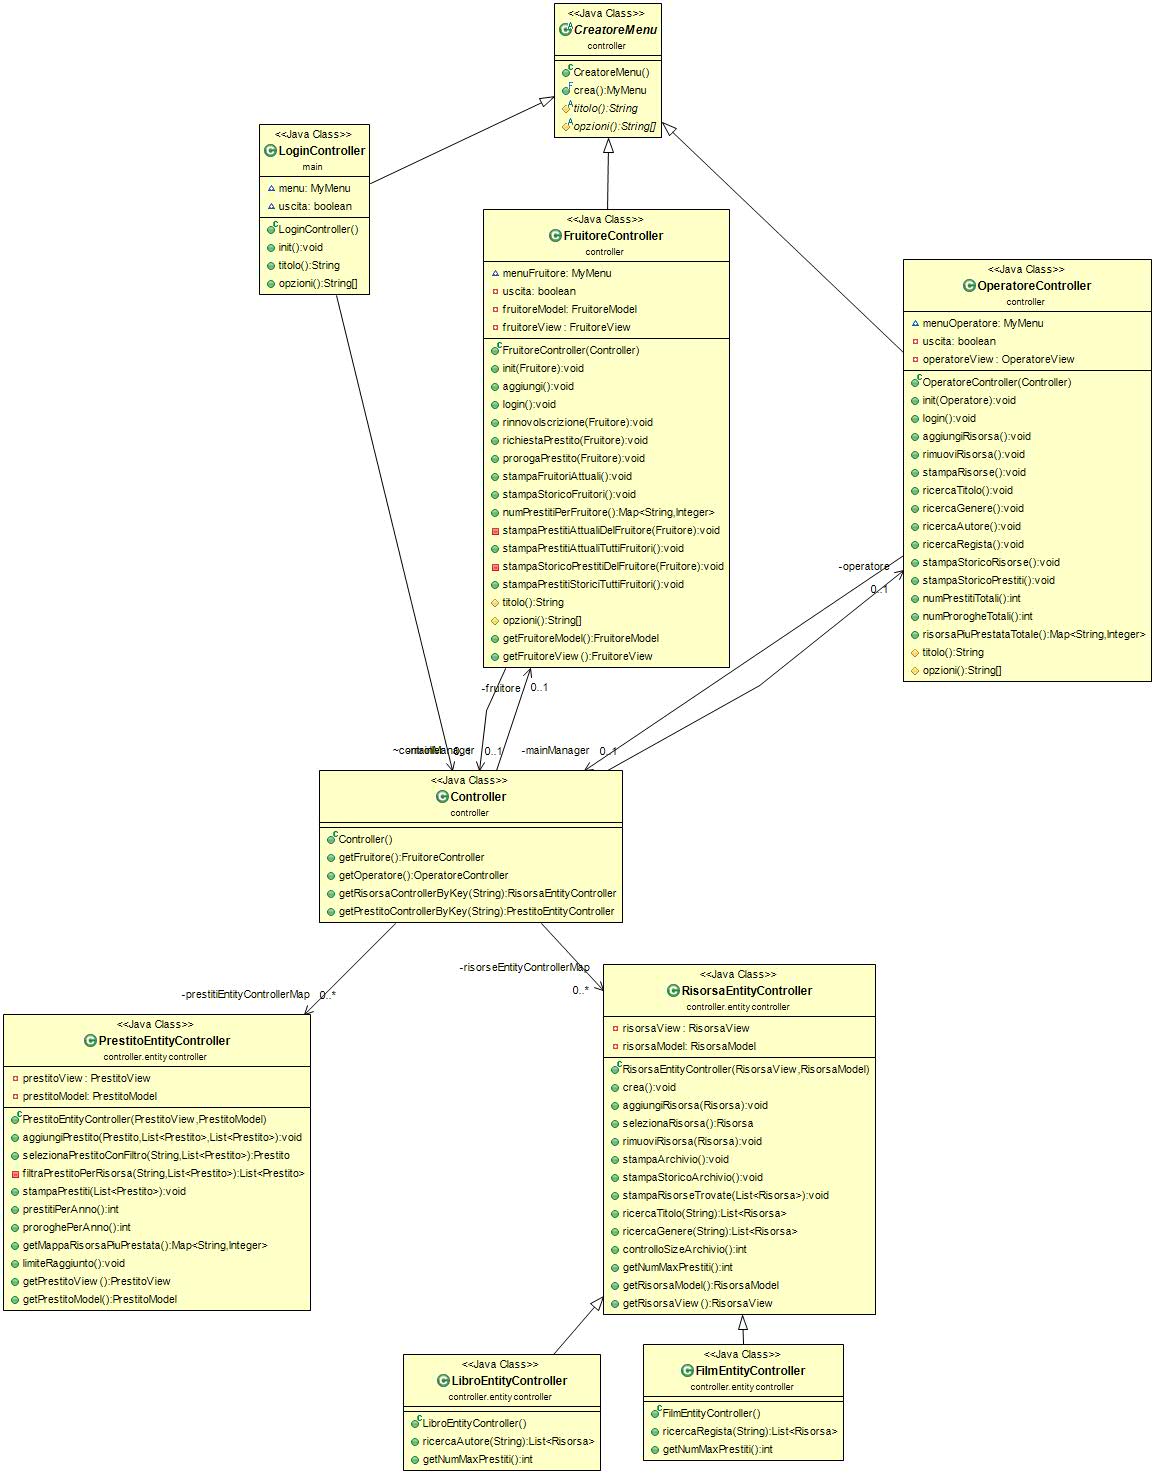 <<Java Class>>
CreatoreMenu
controller
CreatoreMenu()
crea():MyMenu
titolo():String
opzioni():String[]
<<Java Class>>
LoginController
main
menu: MyMenu
uscita: boolean
LoginController()
init():void
titolo():String
opzioni():String[]
<<Java Class>>
FruitoreController
controller
menuFruitore: MyMenu
uscita: boolean
fruitoreModel: FruitoreModel
fruitoreView: FruitoreView
FruitoreController(Controller)
init(Fruitore):void
aggiungi():void
login():void
rinnovoIscrizione(Fruitore):void
richiestaPrestito(Fruitore):void
prorogaPrestito(Fruitore):void
stampaFruitoriAttuali():void
stampaStoricoFruitori():void
numPrestitiPerFruitore():Map<String,Integer>
stampaPrestitiAttualiDelFruitore(Fruitore):void
stampaPrestitiAttualiTuttiFruitori():void
stampaStoricoPrestitiDelFruitore(Fruitore):void
stampaPrestitiStoriciTuttiFruitori():void
titolo():String
opzioni():String[]
getFruitoreModel():FruitoreModel
getFruitoreView():FruitoreView
<<Java Class>>
OperatoreController
controller
menuOperatore: MyMenu
uscita: boolean
operatoreView: OperatoreView
OperatoreController(Controller)
init(Operatore):void
login():void
aggiungiRisorsa():void
rimuoviRisorsa():void
stampaRisorse():void
ricercaTitolo():void
ricercaGenere():void
ricercaAutore():void
ricercaRegista():void
stampaStoricoRisorse():void
stampaStoricoPrestiti():void
numPrestitiTotali():int
numProrogheTotali():int
risorsaPiuPrestataTotale():Map<String,Integer>
titolo():String
opzioni():String[]
-operatore
0..1
-fruitore
0..1
0..1
-mainManager
0..1
<<Java Class>>
Controller
controller
Controller()
getFruitore():FruitoreController
getOperatore():OperatoreController
getRisorsaControllerByKey(String):RisorsaEntityController
getPrestitoControllerByKey(String):PrestitoEntityController
-risorseEntityControllerMap
0..*
-prestitiEntityControllerMap
0..*
<<Java Class>>
PrestitoEntityController
controller.entitycontroller
prestitoView: PrestitoView
prestitoModel: PrestitoModel
PrestitoEntityController(PrestitoView,PrestitoModel)
aggiungiPrestito(Prestito,List<Prestito>,List<Prestito>):void
selezionaPrestitoConFiltro(String,List<Prestito>):Prestito
filtraPrestitoPerRisorsa(String,List<Prestito>):List<Prestito>
stampaPrestiti(List<Prestito>):void
prestitiPerAnno():int
proroghePerAnno():int
getMappaRisorsaPiuPrestata():Map<String,Integer>
limiteRaggiunto():void
getPrestitoView():PrestitoView
getPrestitoModel():PrestitoModel
<<Java Class>>
RisorsaEntityController
controller.entitycontroller
risorsaView: RisorsaView
risorsaModel: RisorsaModel
RisorsaEntityController(RisorsaView,RisorsaModel)
crea():void
aggiungiRisorsa(Risorsa):void
selezionaRisorsa():Risorsa
rimuoviRisorsa(Risorsa):void
stampaArchivio():void
stampaStoricoArchivio():void
stampaRisorseTrovate(List<Risorsa>):void
ricercaTitolo(String):List<Risorsa>
ricercaGenere(String):List<Risorsa>
controlloSizeArchivio():int
getNumMaxPrestiti():int
getRisorsaModel():RisorsaModel
getRisorsaView():RisorsaView
<<Java Class>>
LibroEntityController
controller.entitycontroller
LibroEntityController()
ricercaAutore(String):List<Risorsa>
getNumMaxPrestiti():int
<<Java Class>>
FilmEntityController
controller.entitycontroller
FilmEntityController()
ricercaRegista(String):List<Risorsa>
getNumMaxPrestiti():int